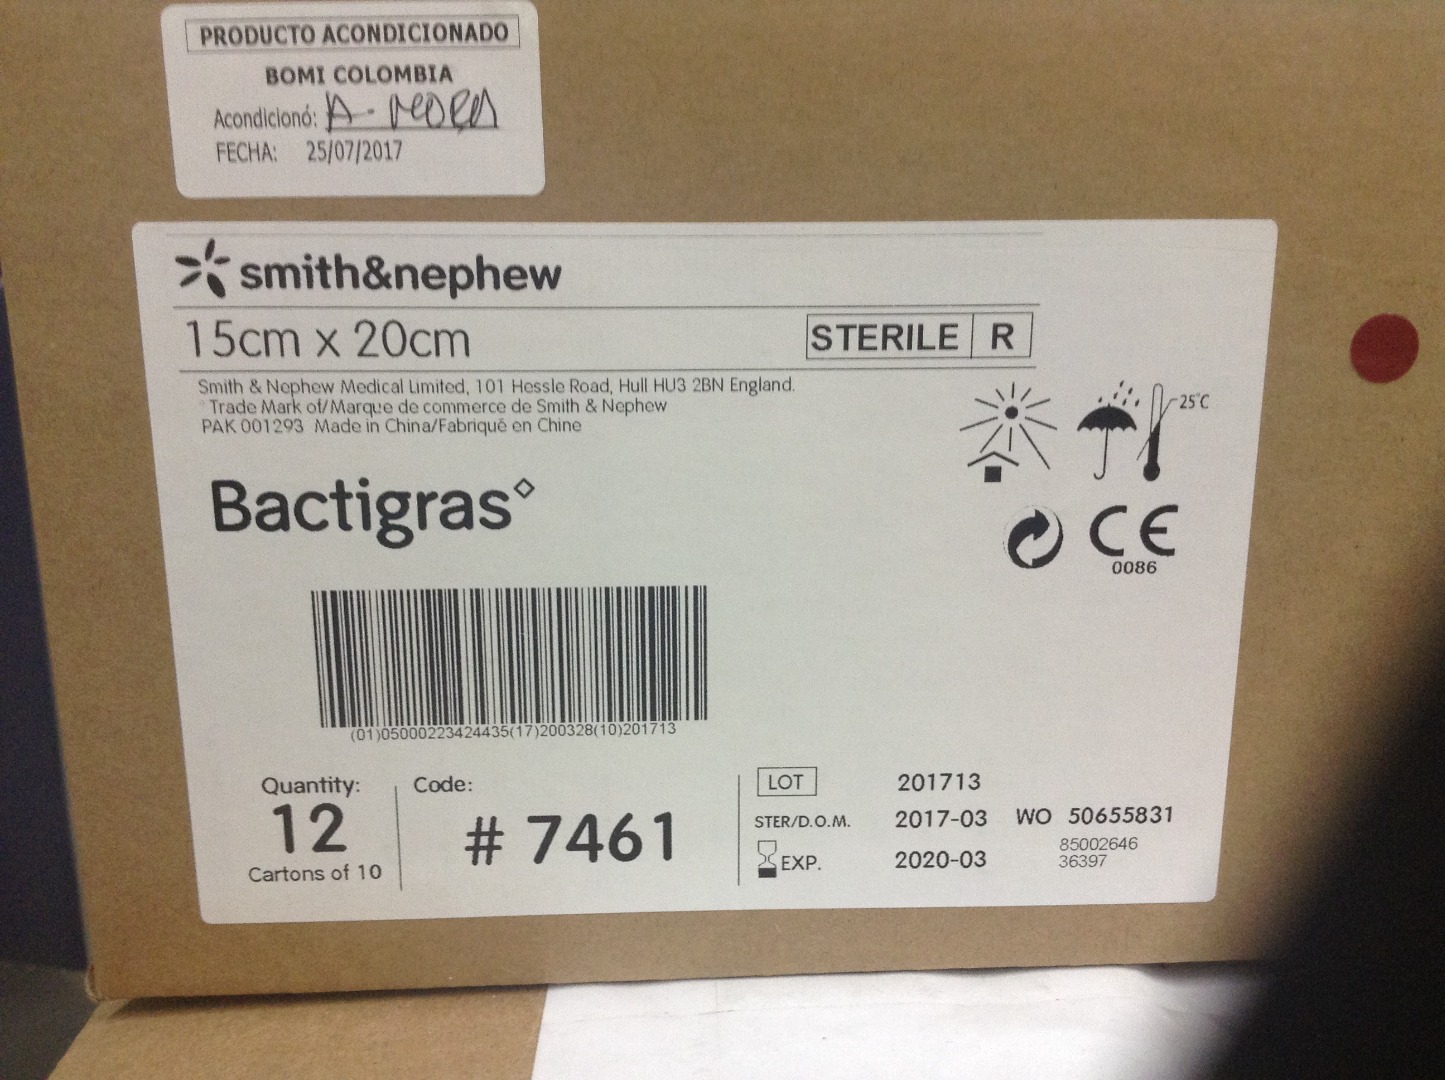 PRODUCTO ACONDICIONADO
BOMI COLOMBIA
Acondicionó: A-
FECHA: 25/07/2017
smith&nephew
15cm x 20cm
STERILE R
Smith & Nephew Medical Limited, 101 Hessle Road, Hull HU3 2BN England.
◊Trade Mark of/Marque de commerce de Smith & Nephew
PAK 001293 Made in China/Fabriqué en Chine
25°C
Bactigras◊
CE
0086
(01)05000223424435(17)200328(10)201713
Quantity:
12
Cartons of 10
Code:
# 7461
LOT 201713
STER/D.O.M. 2017-03 WO 50655831
EXP. 2020-03
85002646
36397